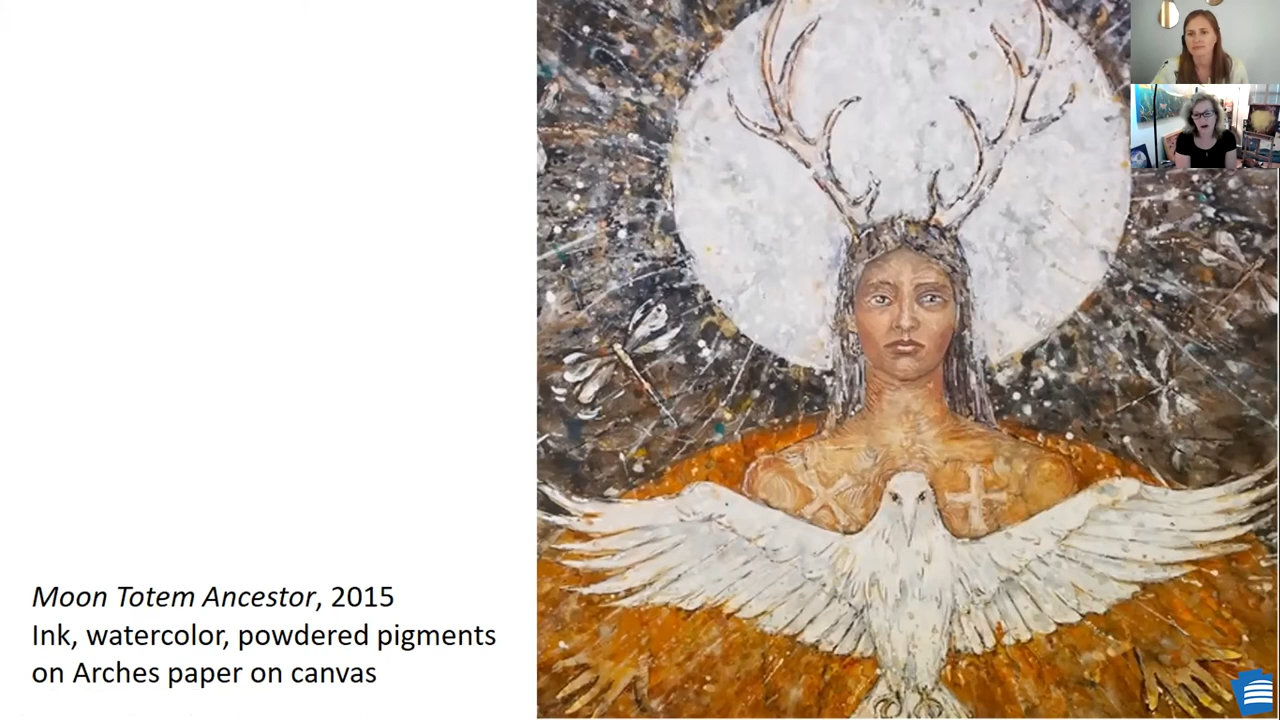 Moon Totem Ancestor, 2015
Ink, watercolor, powdered pigments
on Arches paper on canvas